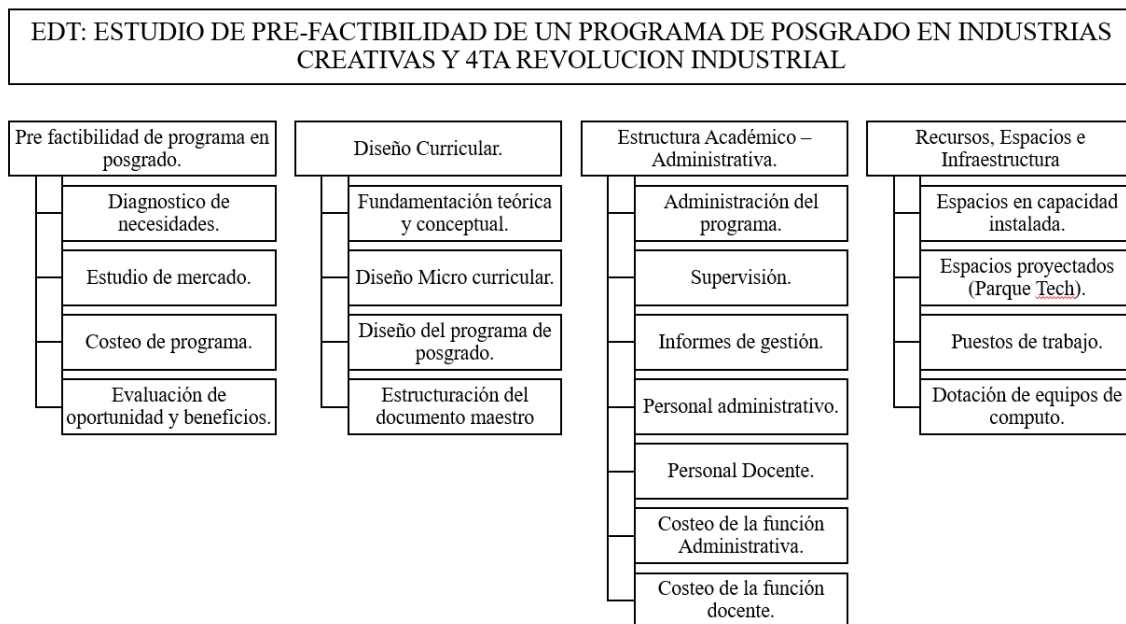 EDT: ESTUDIO DE PRE-FACTIBILIDAD DE UN PROGRAMA DE POSGRADO EN INDUSTRIAS
CREATIVAS Y 4TA REVOLUCION INDUSTRIAL
Pre factibilidad de programa en
posgrado.
Diagnostico de
necesidades.
Estudio de mercado.
Costeo de programa.
Evaluación de
oportunidad y beneficios.
Diseño Curricular.
Fundamentación teórica
y conceptual.
Diseño Micro curricular.
Diseño del programa de
posgrado.
Estructuración del
documento maestro
Estructura Académico –
Administrativa.
Administración del
programa.
Supervisión.
Informes de gestión.
Personal administrativo.
Personal Docente.
Costeo de la función
Administrativa.
Costeo de la función
docente.
Recursos, Espacios e
Infraestructura
Espacios en capacidad
instalada.
Espacios proyectados
(Parque Tech).
Puestos de trabajo.
Dotación de equipos de
computo.